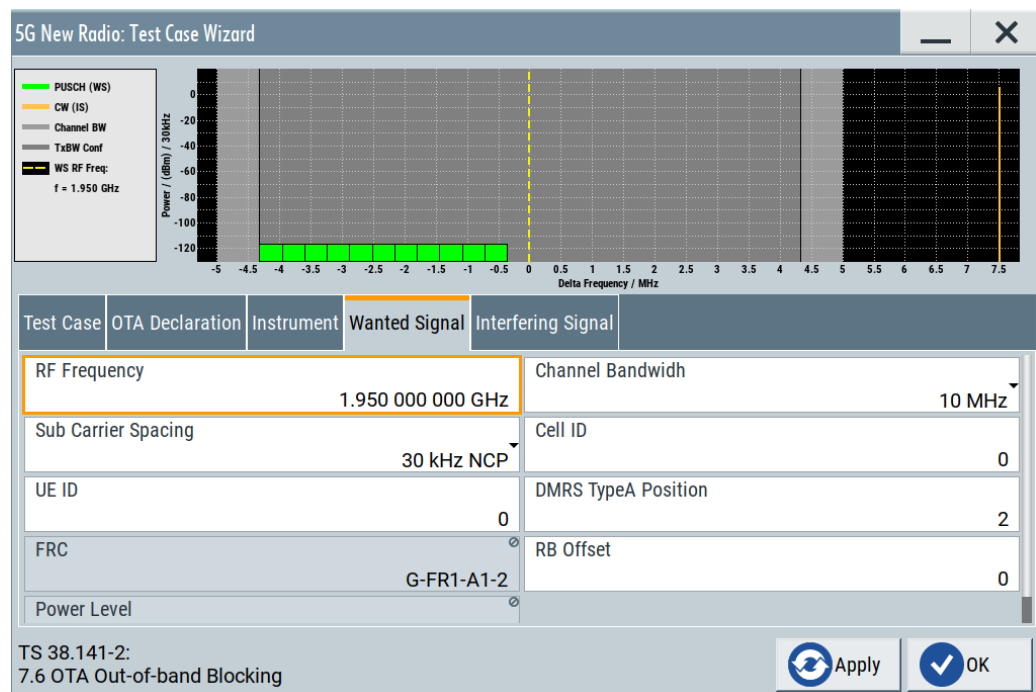 5G New Radio: Test Case Wizard
PUSCH (WS)
CW (IS)
Channel BW
TxBW Conf
WS RF Freq:
f = 1.950 GHz
Power / (dBm) / 30kHz
0
-20
-40
-60
-80
-100
-120
-5 -4.5 -4 -3.5 -3 -2.5 -2 -1.5 -1 -0.5 0 0.5 1 1.5 2 2.5 3 3.5 4 4.5 5 5.5 6 6.5 7 7.5
Delta Frequency / MHz
Test Case OTA Declaration Instrument Wanted Signal Interfering Signal
RF Frequency
1.950 000 000 GHz
Channel Bandwidh
10 MHz
Sub Carrier Spacing
30 kHz NCP
Cell ID
0
UE ID
0
DMRS TypeA Position
2
FRC
G-FR1-A1-2
RB Offset
0
Power Level
TS 38.141-2:
7.6 OTA Out-of-band Blocking
Apply
OK